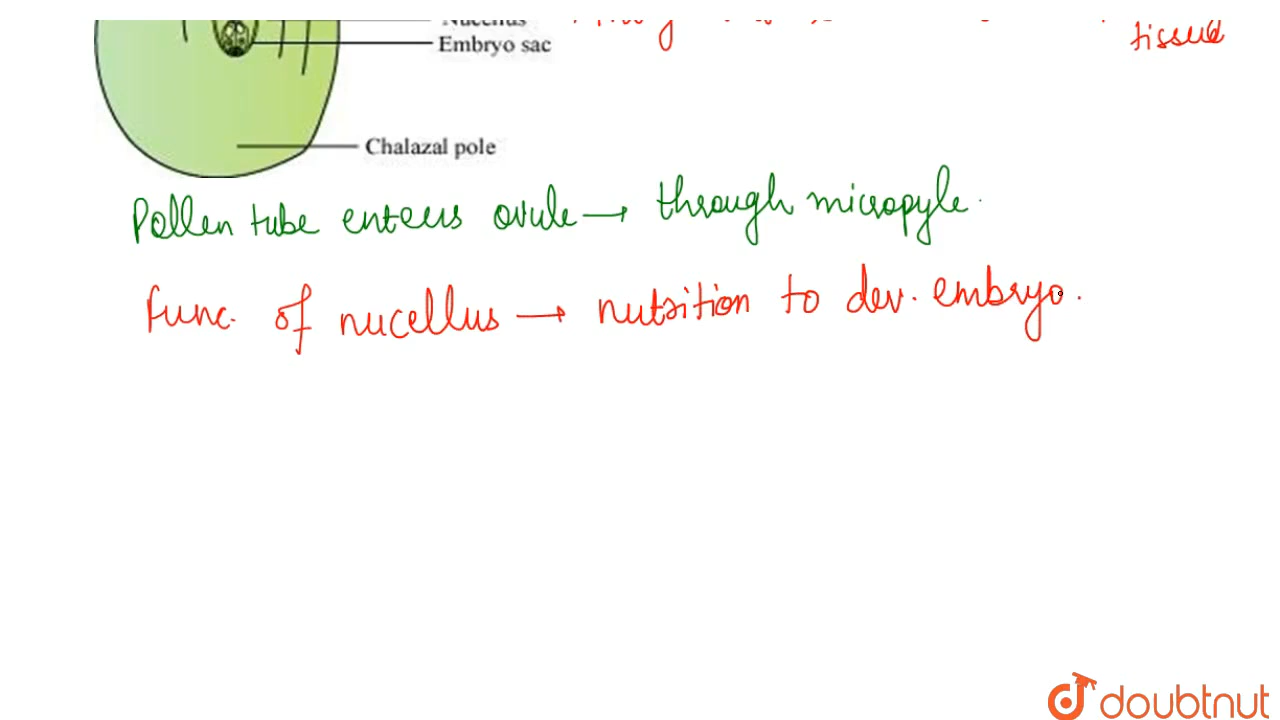 Nucellus
tissue
Embryo sac
Chalazal pole
Pollen tube enters ovule → through micropyle.
Func. of nucellus → nutrition to dev. embryo.
doubtnut